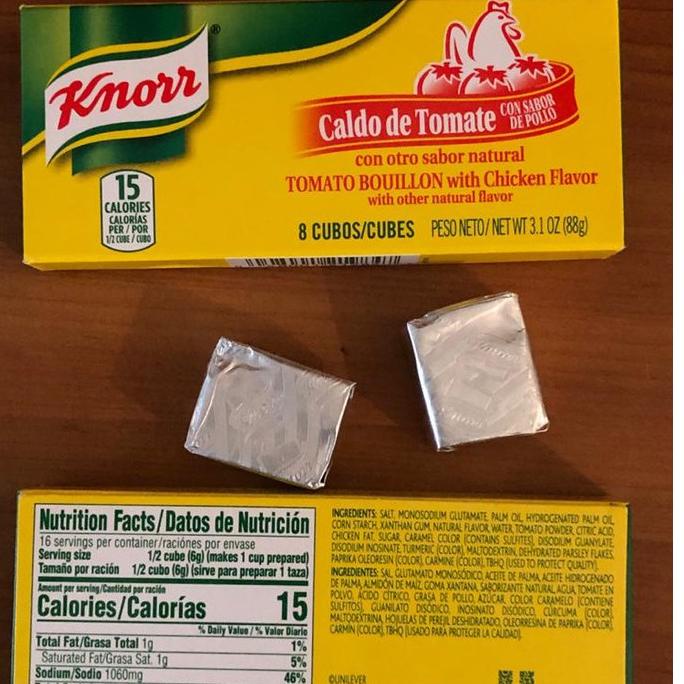 Knorr®
Caldo de Tomate CON SABOR DE POLLO
con otro sabor natural
TOMATO BOUILLON with Chicken Flavor
with other natural flavor
15
CALORIES
CALORÍAS
PER / POR
1/2 CUBE / CUBO
8 CUBOS/CUBES PESO NETO/NET WT 3.1 OZ (88g)
Nutrition Facts/Datos de Nutrición
16 servings per container/raciónes por envase
Serving size 1/2 cube (6g) (makes 1 cup prepared)
Tamaño por ración 1/2 cubo (6g) (sirve para preparar 1 taza)
Amount per serving/Cantidad por ración
Calories/Calorías 15
% Daily Value / % Valor Diario
Total Fat/Grasa Total 1g 1%
Saturated Fat/Grasa Sat. 1g 5%
Sodium/Sodio 1060mg 46%
INGREDIENTS: SALT, MONOSODIUM GLUTAMATE, PALM OIL, HYDROGENATED PALM OIL,
CORN STARCH, XANTHAN GUM, NATURAL FLAVOR, WATER, TOMATO POWDER, CITRIC ACID,
CHICKEN FAT, SUGAR, CARAMEL COLOR (CONTAINS SULFITES), DISODIUM GUANYLATE,
DISODIUM INOSINATE, TURMERIC (COLOR), MALTODEXTRIN, DEHYDRATED PARSLEY FLAKES,
PAPRIKA OLEORESIN (COLOR), CARMINE (COLOR), TBHQ (USED TO PROTECT QUALITY).
INGREDIENTES: SAL, GLUTAMATO MONOSÓDICO, ACEITE DE PALMA, ACEITE HIDROGENADO
DE PALMA, ALMIDÓN DE MAÍZ, GOMA XANTANA, SABORIZANTE NATURAL, AGUA, TOMATE EN
POLVO, ÁCIDO CÍTRICO, GRASA DE POLLO, AZÚCAR, COLOR CARAMELO (CONTIENE
SULFITOS), GUANILATO DISÓDICO, INOSINATO DISÓDICO, CÚRCUMA (COLOR),
MALTODEXTRINA, HOJUELAS DE PEREJIL DESHIDRATADO, OLEORRESINA DE PAPRIKA (COLOR),
CARMÍN (COLOR), TBHQ (USADO PARA PROTEGER LA CALIDAD).
©UNILEVER